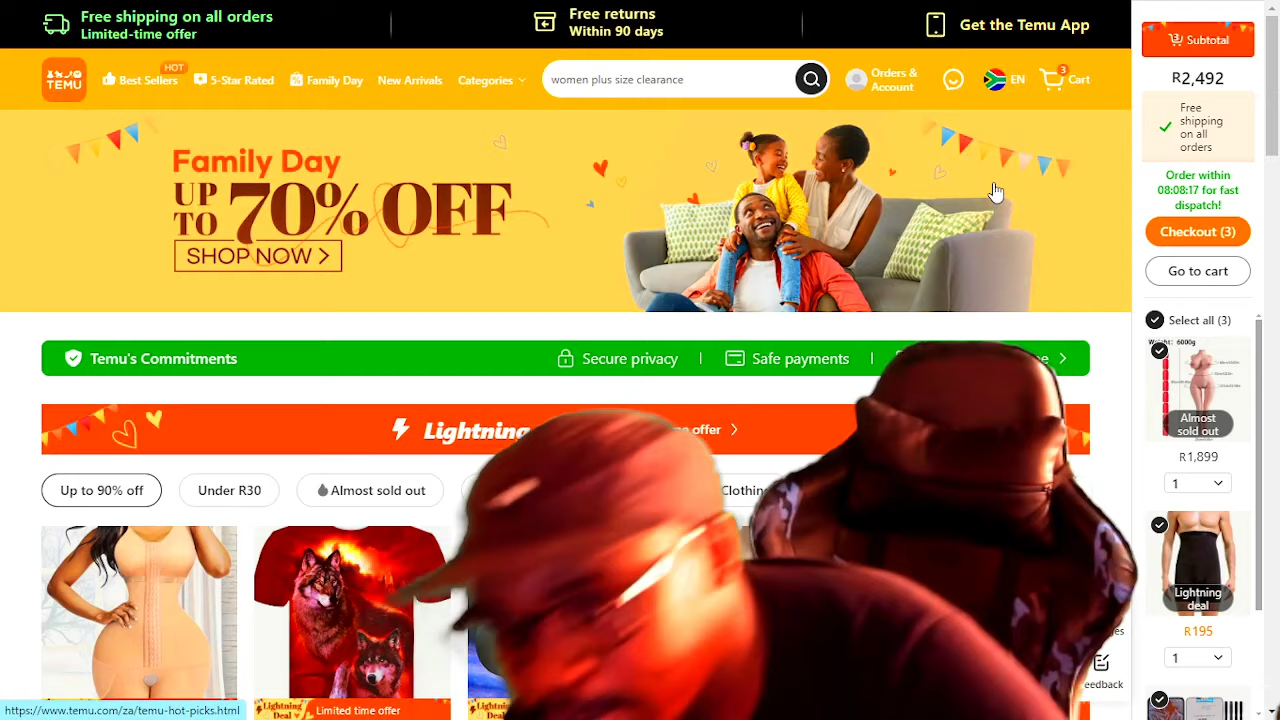 Free shipping on all orders
Limited-time offer
Free returns
Within 90 days
Get the Temu App
TEMU
HOT
Best Sellers
5-Star Rated
Family Day
New Arrivals
Categories
women plus size clearance
Orders &
Account
EN
3
Cart
Family Day
UP
TO
70% OFF
SHOP NOW >
Temu's Commitments
Secure privacy
Safe payments
Lightning
offer
Up to 90% off
Under R30
Almost sold out
Clothing
Lightning
Deal
Limited time offer
https://www.temu.com/za/temu-hot-picks.html
Subtotal
R2,492
Free
shipping
on all
orders
Order within
08:08:17 for fast
dispatch!
Checkout (3)
Go to cart
Select all (3)
Weight: 6000g
Almost
sold out
R1,899
1
Lightning
deal
R195
1